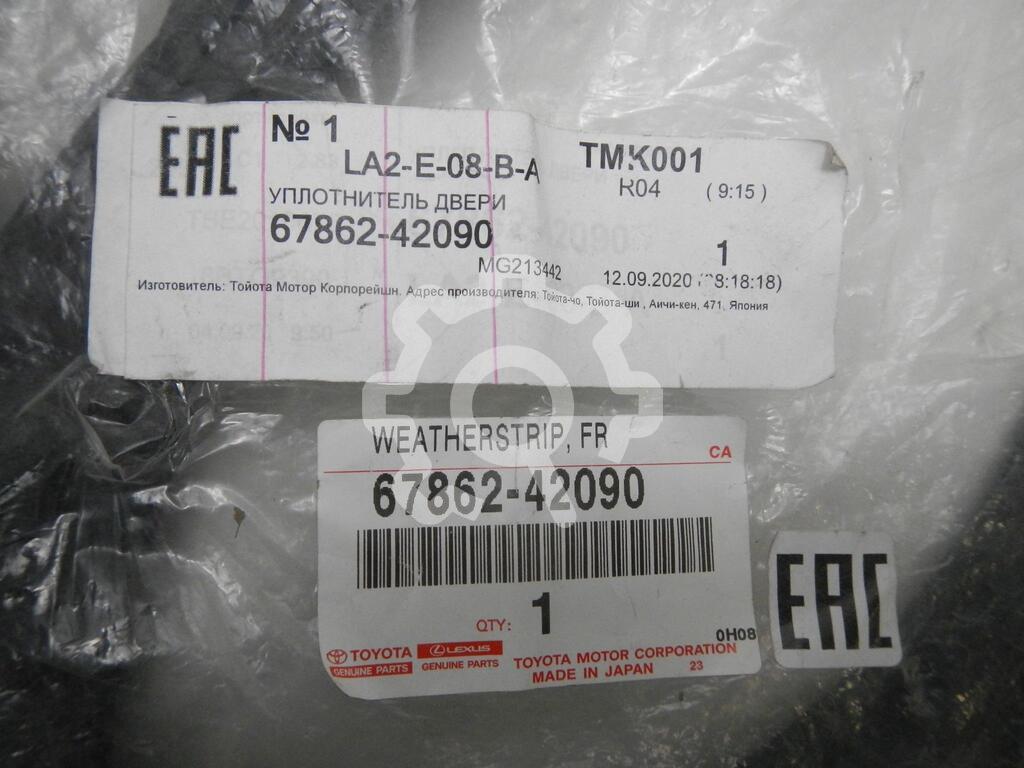 EAC
№ 1
LA2-E-08-B-A
TMK001
R04 ( 9:15 )
УПЛОТНИТЕЛЬ ДВЕРИ
67862-42090
1
MG213442
12.09.2020 8:18:18)
Изготовитель: Тойота Мотор Корпорейшн. Адрес производителя: Тойота-чо, Тойота-ши , Аичи-кен, 471, Япония
WEATHERSTRIP, FR
CA
67862-42090
QTY: 1
0H08
TOYOTA
GENUINE PARTS
LEXUS
GENUINE PARTS
TOYOTA MOTOR CORPORATION
MADE IN JAPAN 23
EAC